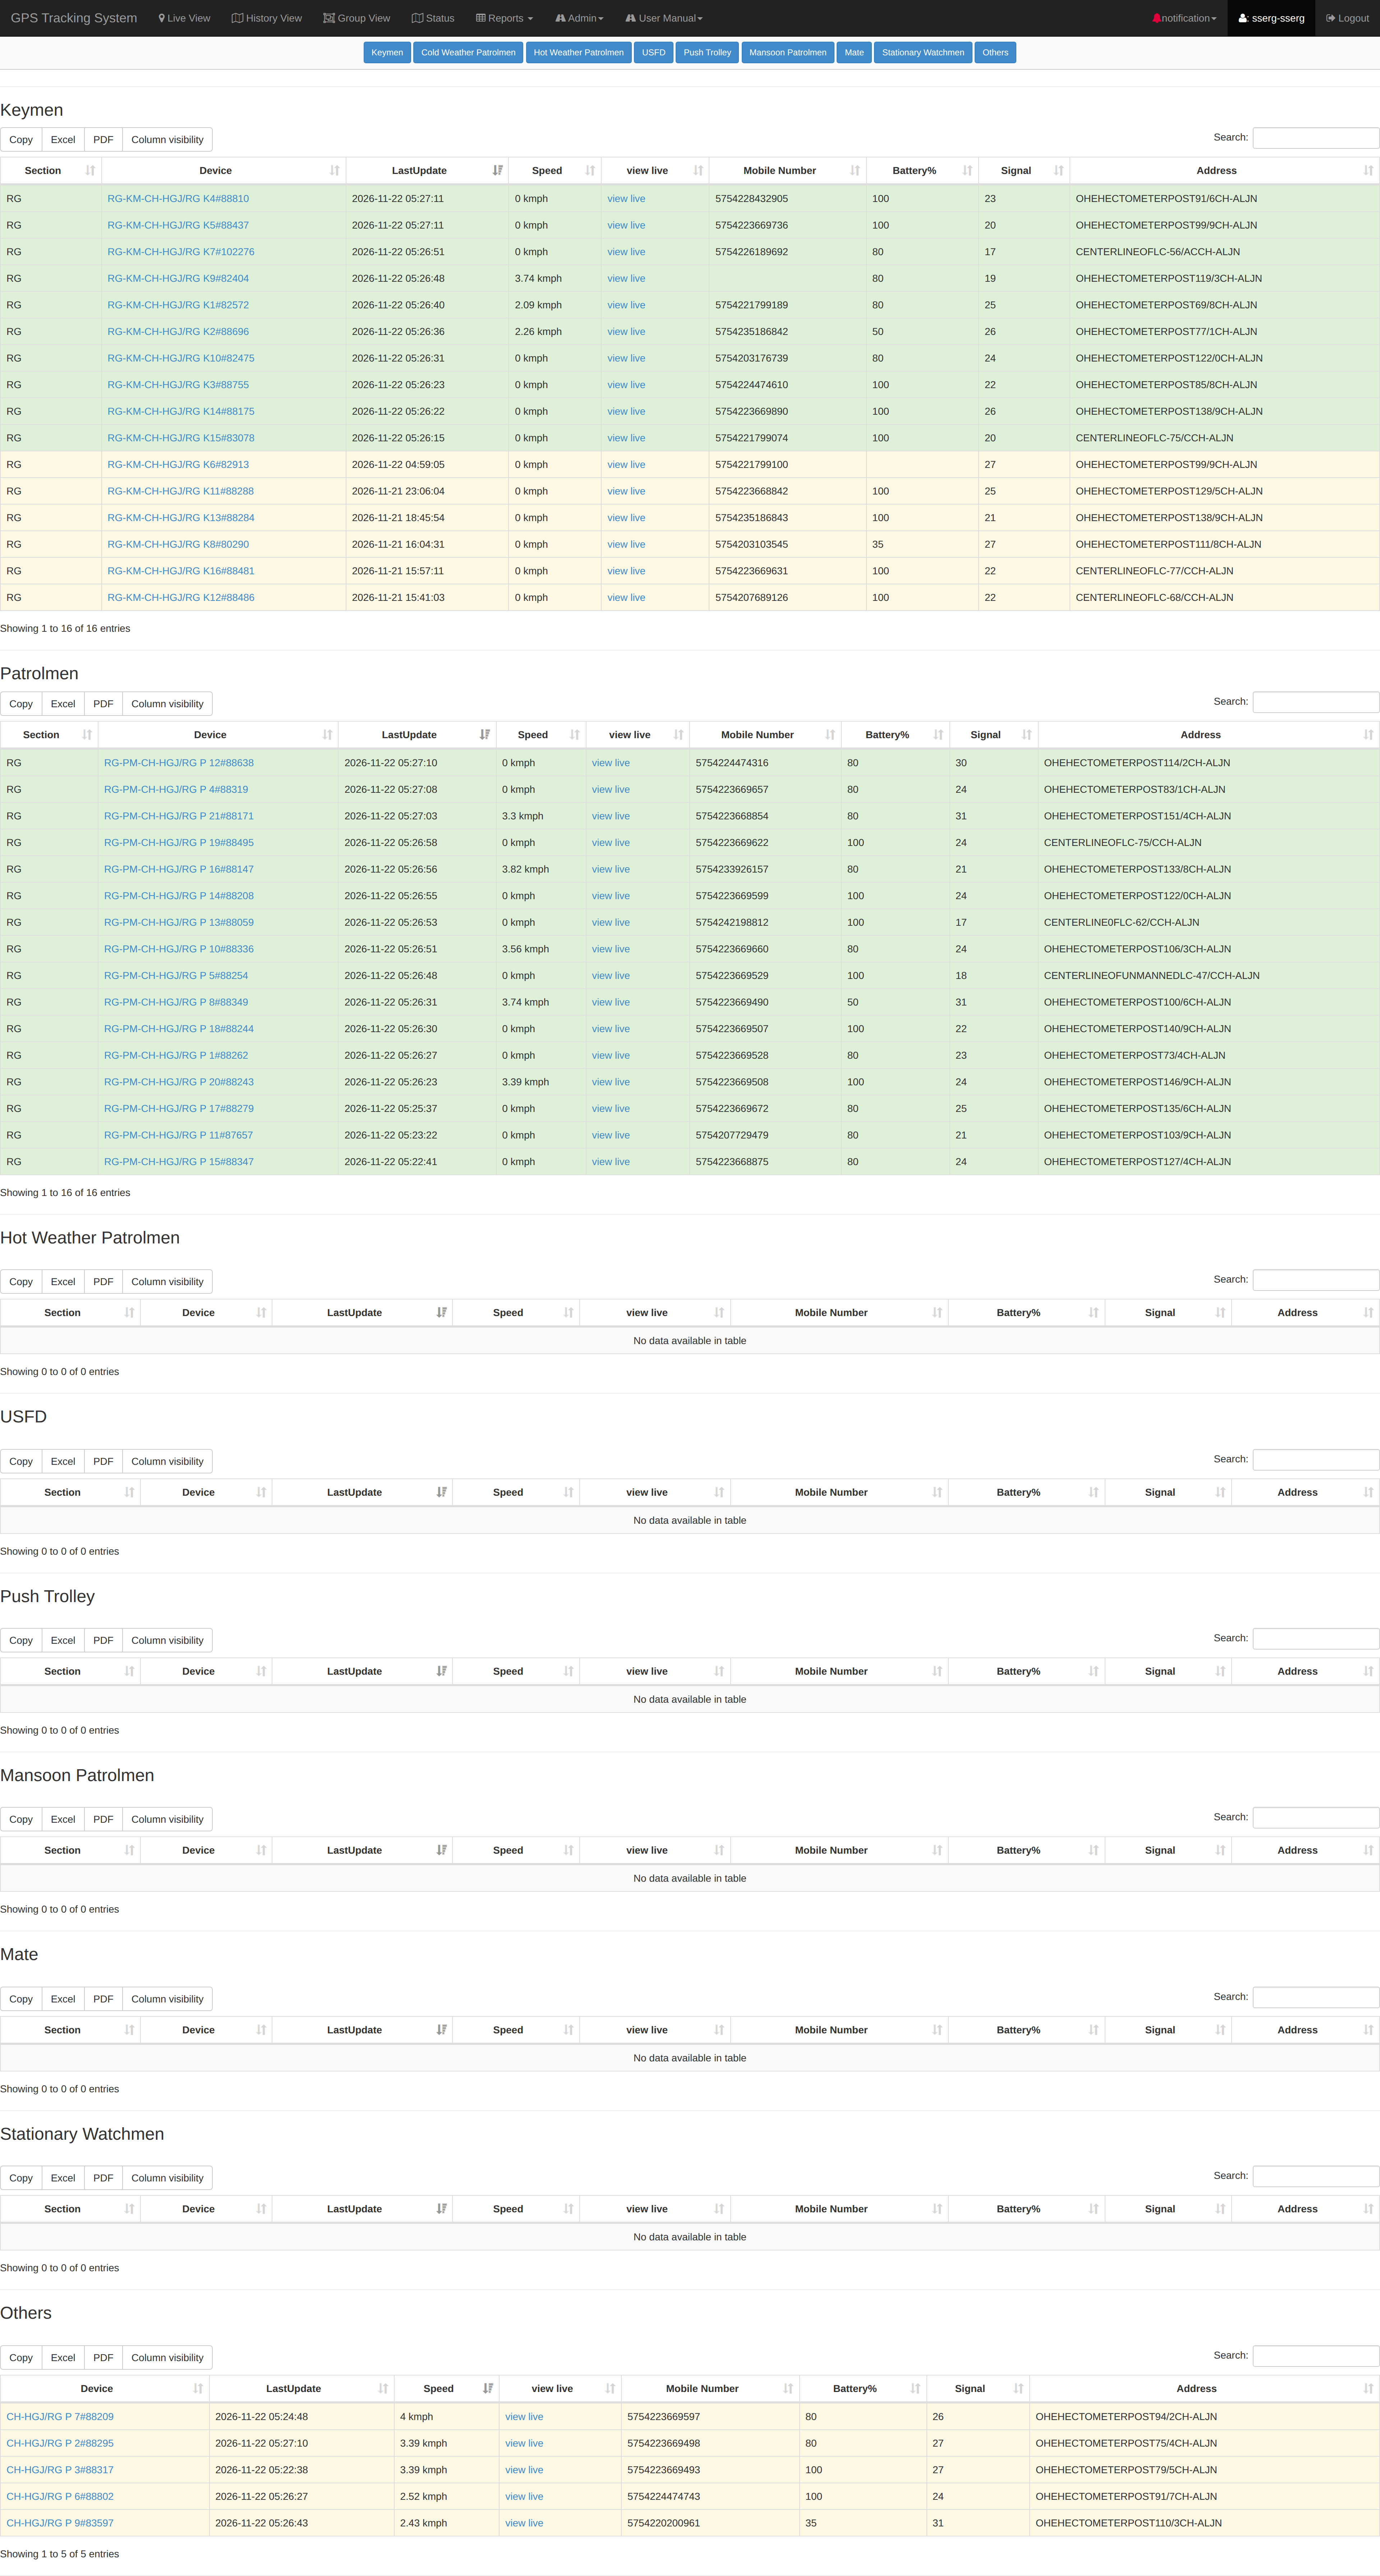 GPS Tracking System Live View History View Group View Status Reports Admin User Manual notification : sserg-sserg Logout
Keymen Cold Weather Patrolmen Hot Weather Patrolmen USFD Push Trolley Mansoon Patrolmen Mate Stationary Watchmen Others
Keymen
Copy Excel PDF Column visibility Search:
Section Device LastUpdate Speed view live Mobile Number Battery% Signal Address
RG RG-KM-CH-HGJ/RG K4#88810 2026-11-22 05:27:11 0 kmph view live 5754228432905 100 23 OHEHECTOMETERPOST91/6CH-ALJN
RG RG-KM-CH-HGJ/RG K5#88437 2026-11-22 05:27:11 0 kmph view live 5754223669736 100 20 OHEHECTOMETERPOST99/9CH-ALJN
RG RG-KM-CH-HGJ/RG K7#102276 2026-11-22 05:26:51 0 kmph view live 5754226189692 80 17 CENTERLINEOFLC-56/ACCH-ALJN
RG RG-KM-CH-HGJ/RG K9#82404 2026-11-22 05:26:48 3.74 kmph view live 80 19 OHEHECTOMETERPOST119/3CH-ALJN
RG RG-KM-CH-HGJ/RG K1#82572 2026-11-22 05:26:40 2.09 kmph view live 5754221799189 80 25 OHEHECTOMETERPOST69/8CH-ALJN
RG RG-KM-CH-HGJ/RG K2#88696 2026-11-22 05:26:36 2.26 kmph view live 5754235186842 50 26 OHEHECTOMETERPOST77/1CH-ALJN
RG RG-KM-CH-HGJ/RG K10#82475 2026-11-22 05:26:31 0 kmph view live 5754203176739 80 24 OHEHECTOMETERPOST122/0CH-ALJN
RG RG-KM-CH-HGJ/RG K3#88755 2026-11-22 05:26:23 0 kmph view live 5754224474610 100 22 OHEHECTOMETERPOST85/8CH-ALJN
RG RG-KM-CH-HGJ/RG K14#88175 2026-11-22 05:26:22 0 kmph view live 5754223669890 100 26 OHEHECTOMETERPOST138/9CH-ALJN
RG RG-KM-CH-HGJ/RG K15#83078 2026-11-22 05:26:15 0 kmph view live 5754221799074 100 20 CENTERLINEOFLC-75/CCH-ALJN
RG RG-KM-CH-HGJ/RG K6#82913 2026-11-22 04:59:05 0 kmph view live 5754221799100 27 OHEHECTOMETERPOST99/9CH-ALJN
RG RG-KM-CH-HGJ/RG K11#88288 2026-11-21 23:06:04 0 kmph view live 5754223668842 100 25 OHEHECTOMETERPOST129/5CH-ALJN
RG RG-KM-CH-HGJ/RG K13#88284 2026-11-21 18:45:54 0 kmph view live 5754235186843 100 21 OHEHECTOMETERPOST138/9CH-ALJN
RG RG-KM-CH-HGJ/RG K8#80290 2026-11-21 16:04:31 0 kmph view live 5754203103545 35 27 OHEHECTOMETERPOST111/8CH-ALJN
RG RG-KM-CH-HGJ/RG K16#88481 2026-11-21 15:57:11 0 kmph view live 5754223669631 100 22 CENTERLINEOFLC-77/CCH-ALJN
RG RG-KM-CH-HGJ/RG K12#88486 2026-11-21 15:41:03 0 kmph view live 5754207689126 100 22 CENTERLINEOFLC-68/CCH-ALJN
Showing 1 to 16 of 16 entries
Patrolmen
Copy Excel PDF Column visibility Search:
Section Device LastUpdate Speed view live Mobile Number Battery% Signal Address
RG RG-PM-CH-HGJ/RG P 12#88638 2026-11-22 05:27:10 0 kmph view live 5754224474316 80 30 OHEHECTOMETERPOST114/2CH-ALJN
RG RG-PM-CH-HGJ/RG P 4#88319 2026-11-22 05:27:08 0 kmph view live 5754223669657 80 24 OHEHECTOMETERPOST83/1CH-ALJN
RG RG-PM-CH-HGJ/RG P 21#88171 2026-11-22 05:27:03 3.3 kmph view live 5754223668854 80 31 OHEHECTOMETERPOST151/4CH-ALJN
RG RG-PM-CH-HGJ/RG P 19#88495 2026-11-22 05:26:58 0 kmph view live 5754223669622 100 24 CENTERLINEOFLC-75/CCH-ALJN
RG RG-PM-CH-HGJ/RG P 16#88147 2026-11-22 05:26:56 3.82 kmph view live 5754233926157 80 21 OHEHECTOMETERPOST133/8CH-ALJN
RG RG-PM-CH-HGJ/RG P 14#88208 2026-11-22 05:26:55 0 kmph view live 5754223669599 100 24 OHEHECTOMETERPOST122/0CH-ALJN
RG RG-PM-CH-HGJ/RG P 13#88059 2026-11-22 05:26:53 0 kmph view live 5754242198812 100 17 CENTERLINE0FLC-62/CCH-ALJN
RG RG-PM-CH-HGJ/RG P 10#88336 2026-11-22 05:26:51 3.56 kmph view live 5754223669660 80 24 OHEHECTOMETERPOST106/3CH-ALJN
RG RG-PM-CH-HGJ/RG P 5#88254 2026-11-22 05:26:48 0 kmph view live 5754223669529 100 18 CENTERLINEOFUNMANNEDLC-47/CCH-ALJN
RG RG-PM-CH-HGJ/RG P 8#88349 2026-11-22 05:26:31 3.74 kmph view live 5754223669490 50 31 OHEHECTOMETERPOST100/6CH-ALJN
RG RG-PM-CH-HGJ/RG P 18#88244 2026-11-22 05:26:30 0 kmph view live 5754223669507 100 22 OHEHECTOMETERPOST140/9CH-ALJN
RG RG-PM-CH-HGJ/RG P 1#88262 2026-11-22 05:26:27 0 kmph view live 5754223669528 80 23 OHEHECTOMETERPOST73/4CH-ALJN
RG RG-PM-CH-HGJ/RG P 20#88243 2026-11-22 05:26:23 3.39 kmph view live 5754223669508 100 24 OHEHECTOMETERPOST146/9CH-ALJN
RG RG-PM-CH-HGJ/RG P 17#88279 2026-11-22 05:25:37 0 kmph view live 5754223669672 80 25 OHEHECTOMETERPOST135/6CH-ALJN
RG RG-PM-CH-HGJ/RG P 11#87657 2026-11-22 05:23:22 0 kmph view live 5754207729479 80 21 OHEHECTOMETERPOST103/9CH-ALJN
RG RG-PM-CH-HGJ/RG P 15#88347 2026-11-22 05:22:41 0 kmph view live 5754223668875 80 24 OHEHECTOMETERPOST127/4CH-ALJN
Showing 1 to 16 of 16 entries
Hot Weather Patrolmen
Copy Excel PDF Column visibility Search:
Section Device LastUpdate Speed view live Mobile Number Battery% Signal Address
No data available in table
Showing 0 to 0 of 0 entries
USFD
Copy Excel PDF Column visibility Search:
Section Device LastUpdate Speed view live Mobile Number Battery% Signal Address
No data available in table
Showing 0 to 0 of 0 entries
Push Trolley
Copy Excel PDF Column visibility Search:
Section Device LastUpdate Speed view live Mobile Number Battery% Signal Address
No data available in table
Showing 0 to 0 of 0 entries
Mansoon Patrolmen
Copy Excel PDF Column visibility Search:
Section Device LastUpdate Speed view live Mobile Number Battery% Signal Address
No data available in table
Showing 0 to 0 of 0 entries
Mate
Copy Excel PDF Column visibility Search:
Section Device LastUpdate Speed view live Mobile Number Battery% Signal Address
No data available in table
Showing 0 to 0 of 0 entries
Stationary Watchmen
Copy Excel PDF Column visibility Search:
Section Device LastUpdate Speed view live Mobile Number Battery% Signal Address
No data available in table
Showing 0 to 0 of 0 entries
Others
Copy Excel PDF Column visibility Search:
Device LastUpdate Speed view live Mobile Number Battery% Signal Address
CH-HGJ/RG P 7#88209 2026-11-22 05:24:48 4 kmph view live 5754223669597 80 26 OHEHECTOMETERPOST94/2CH-ALJN
CH-HGJ/RG P 2#88295 2026-11-22 05:27:10 3.39 kmph view live 5754223669498 80 27 OHEHECTOMETERPOST75/4CH-ALJN
CH-HGJ/RG P 3#88317 2026-11-22 05:22:38 3.39 kmph view live 5754223669493 100 27 OHEHECTOMETERPOST79/5CH-ALJN
CH-HGJ/RG P 6#88802 2026-11-22 05:26:27 2.52 kmph view live 5754224474743 100 24 OHEHECTOMETERPOST91/7CH-ALJN
CH-HGJ/RG P 9#83597 2026-11-22 05:26:43 2.43 kmph view live 5754220200961 35 31 OHEHECTOMETERPOST110/3CH-ALJN
Showing 1 to 5 of 5 entries